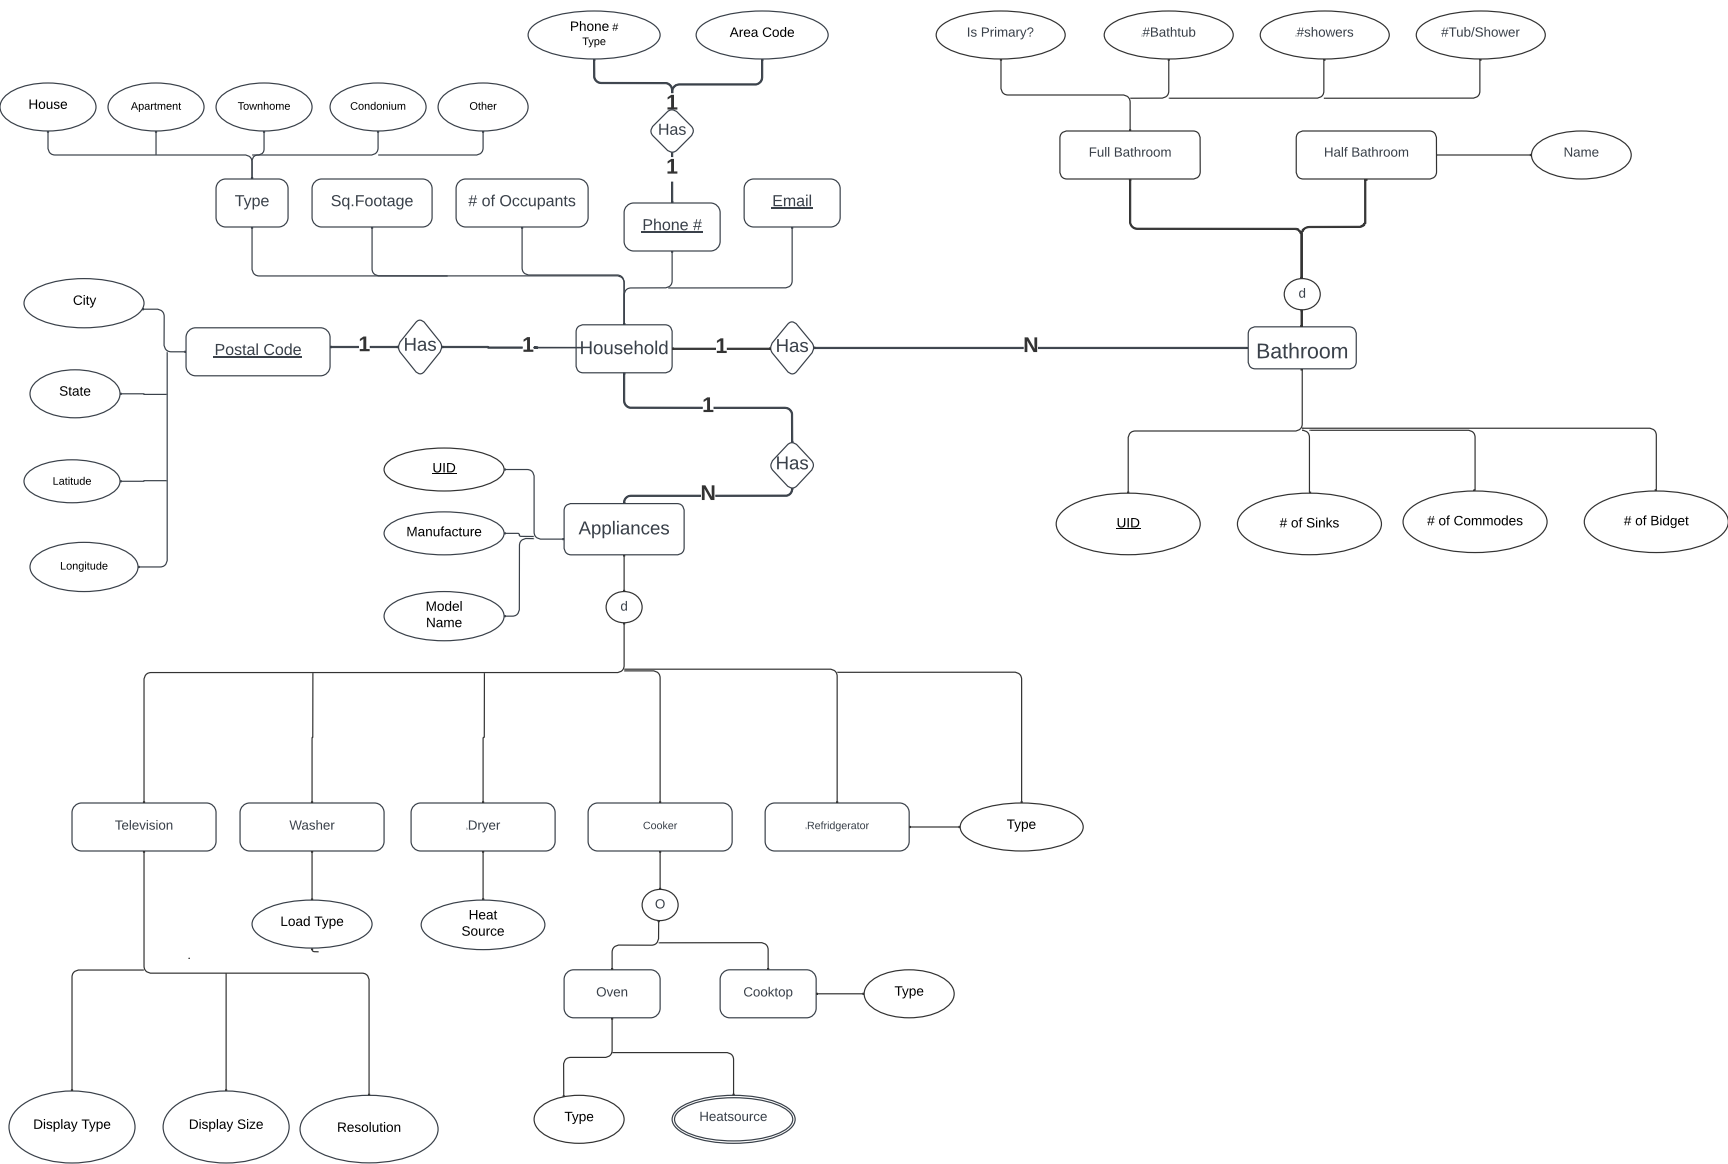 Phone #
Type
Area Code
Is Primary?
#Bathtub
#showers
#Tub/Shower
House
Apartment
Townhome
Condonium
Other
1
Has
1
Full Bathroom
Half Bathroom
Name
Type
Sq.Footage
# of Occupants
Phone #
Email
d
City
Postal Code
1
Has
1
Household
1
Has
N
Bathroom
State
1
Has
N
Latitude
Longitude
UID
Manufacture
Model
Name
Appliances
UID
# of Sinks
# of Commodes
# of Bidget
d
Television
Washer
Dryer
Cooker
Refridgerator
Type
Load Type
Heat
Source
O
Oven
Cooktop
Type
Display Type
Display Size
Resolution
Type
Heatsource